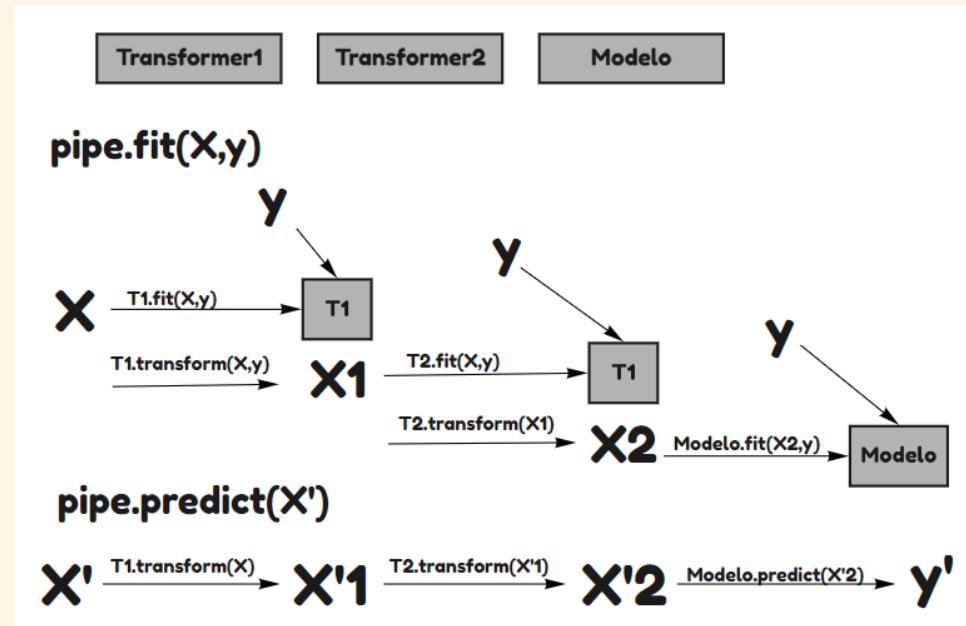 Transformer1 Transformer2 Modelo
pipe.fit(X,y)
y
y
X T1.fit(X,y) T1
y
T1.transform(X,y) X1 T2.fit(X,y) T1
T2.transform(X1) X2 Modelo.fit(X2,y) Modelo
pipe.predict(X')
X' T1.transform(X) X'1 T2.transform(X'1) X'2 Modelo.predict(X'2) y'